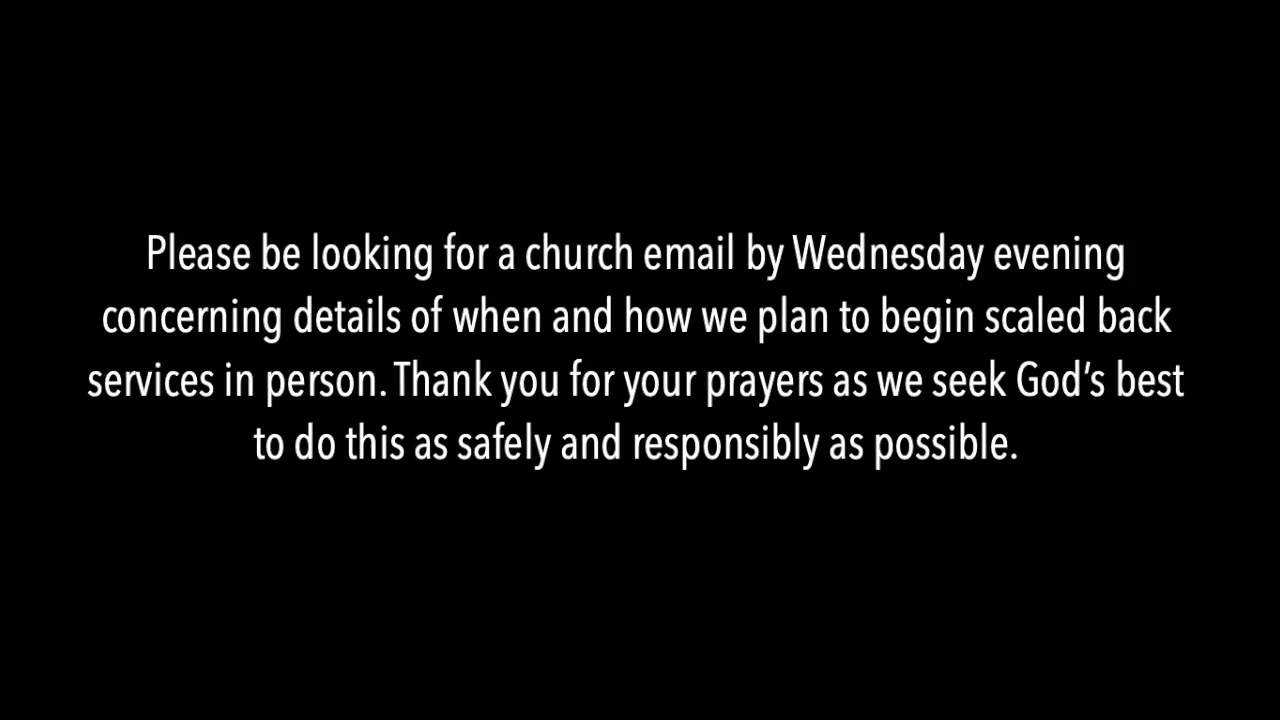 Please be looking for a church email by Wednesday evening
concerning details of when and how we plan to begin scaled back
services in person. Thank you for your prayers as we seek God’s best
to do this as safely and responsibly as possible.